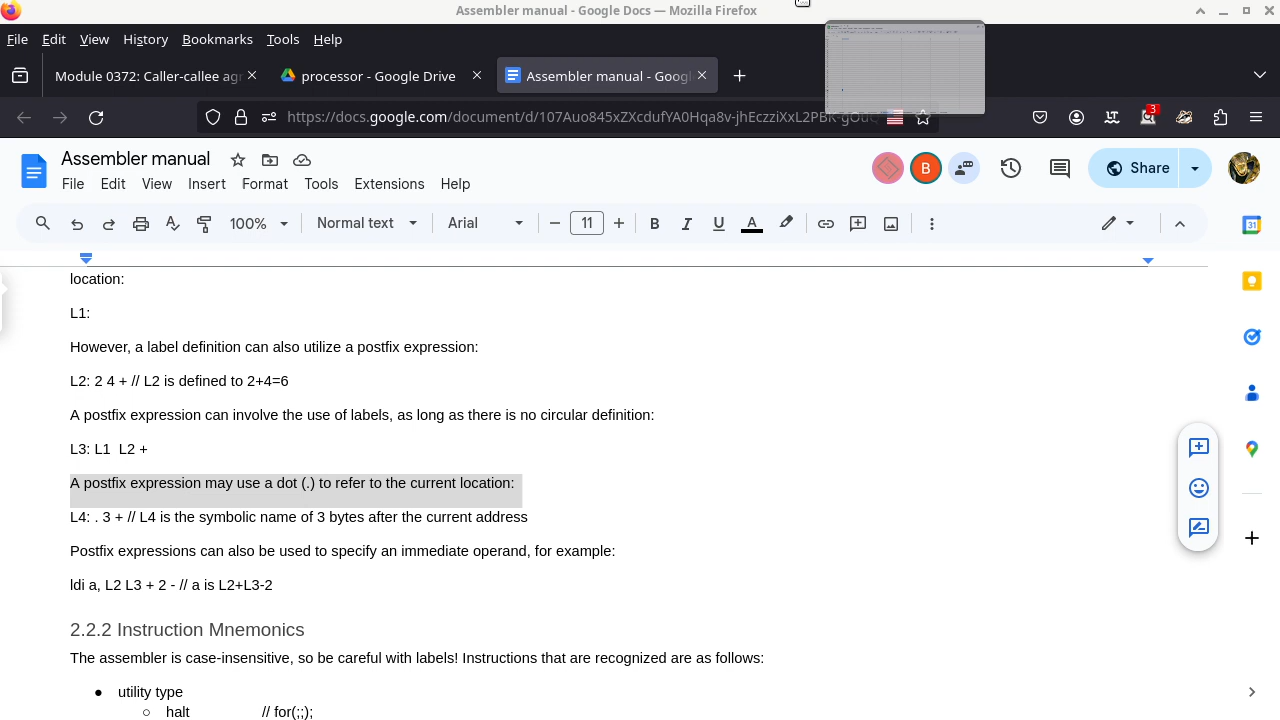 Assembler manual - Google Docs — Mozilla Firefox
File Edit View History Bookmarks Tools Help
Module 0372: Caller-callee agr
processor - Google Drive
Assembler manual - Googl
https://docs.google.com/document/d/107Auo845xZXcdufYA0Hqa8v-jhEczziXxL2PBK-gOuQ
3
Assembler manual
B
Share
File Edit View Insert Format Tools Extensions Help
100% Normal text Arial 11 B I U A
31
location:
L1:
However, a label definition can also utilize a postfix expression:
L2: 2 4 + // L2 is defined to 2+4=6
A postfix expression can involve the use of labels, as long as there is no circular definition:
L3: L1 L2 +
A postfix expression may use a dot (.) to refer to the current location:
L4: . 3 + // L4 is the symbolic name of 3 bytes after the current address
Postfix expressions can also be used to specify an immediate operand, for example:
ldi a, L2 L3 + 2 - // a is L2+L3-2
2.2.2 Instruction Mnemonics
The assembler is case-insensitive, so be careful with labels! Instructions that are recognized are as follows:
● utility type
○ halt // for(;;);